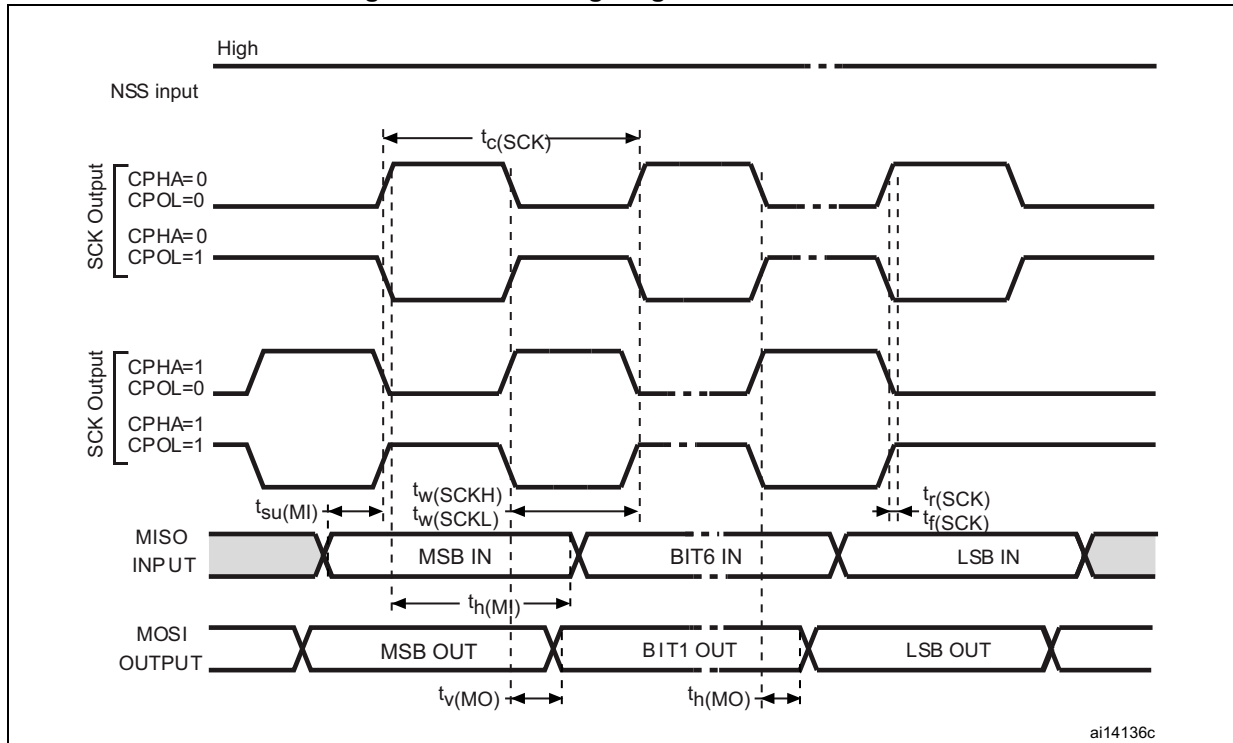 High
NSS input
tc(SCK)
SCK Output
CPHA=0
CPOL=0
CPHA=0
CPOL=1
SCK Output
CPHA=1
CPOL=0
CPHA=1
CPOL=1
tsu(MI)
tw(SCKH)
tw(SCKL)
tr(SCK)
tf(SCK)
MISO
INPUT
MSB IN
BIT6 IN
LSB IN
th(MI)
MOSI
OUTPUT
MSB OUT
BIT1 OUT
LSB OUT
tv(MO)
th(MO)
ai14136c